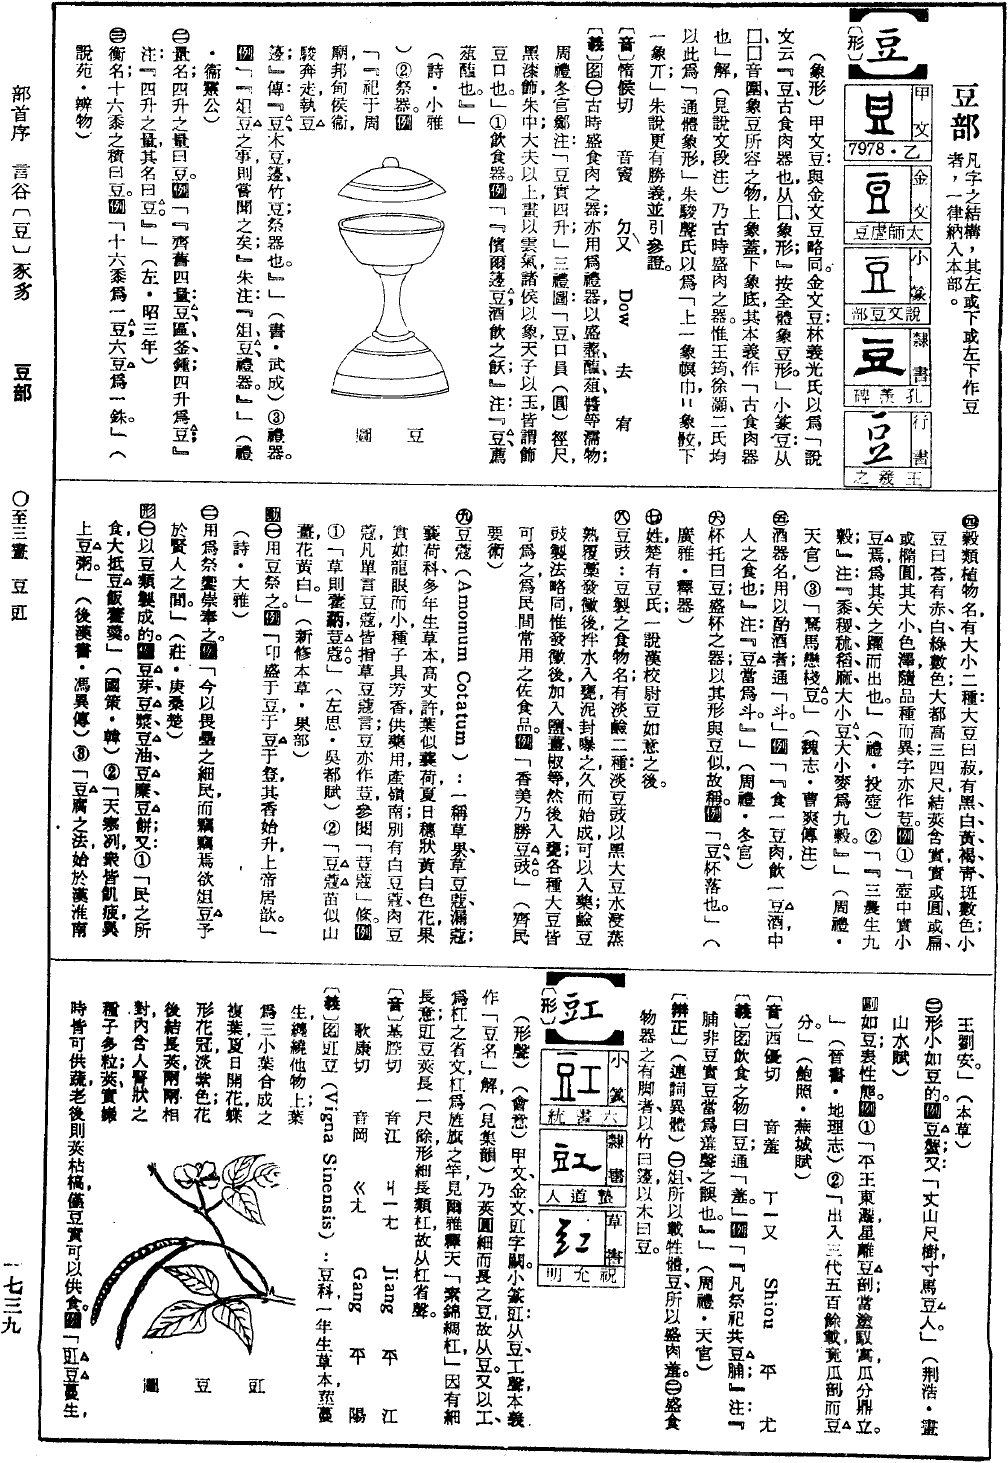 豆部
凡字之結構，其左或下或左下作豆
者，一律納入本部。
豆
〔形〕
甲文
7978・乙
金文
太師虘豆
小篆
說文豆部
隸書
孔羨碑
行書
王羲之
（象形）甲文豆與金文豆略同。金文豆林義光氏以爲「說
文云『豆古食肉器也从囗象形』按全體象豆形。」小篆豆从
囗囗音圍象豆所容之物上象蓋下象底其本義作「古食肉器
也」解（見說文段注）乃古時盛肉之器。惟王筠徐灝二氏均
以此爲「通體象形」朱駿聲氏以爲「上一象幎巾〣象骹下
一象丌」朱說更有勝義並引參證。
〔音〕惰候切　音竇　ㄉㄡˋ　Dow　去　宥
〔義〕图㊀古時盛食肉之器亦用爲禮器以盛葅醢葅醬等濡物；
周禮冬官鄭注「豆實四升」三禮圖：「豆口員（圓）徑尺，
黑漆飾朱中大夫以上畫以雲氣諸侯以象天子以玉皆謂飾
豆口也。」①飲食器。例「『儐爾籩豆酒飲之飫』注『豆薦
葅醢也』」
（詩・小雅
）②祭器。例
「『祀于周
廟邦甸侯衞
駿奔走執豆
籩』傳『豆木豆籩竹豆祭器也。』」（書・武成）③禮器。
例「『俎豆之事則嘗聞之矣』朱注『俎豆禮器。』」（禮
・衞靈公）
㊁量名四升之量曰豆。例「『齊舊四量豆區釜鍾四升爲豆』
注『四升之量其名曰豆。』」（左・昭三年）
㊂衡名十六黍之積曰豆。例「十六黍爲一豆六豆爲一銖。」（
說苑・辨物）
豆圖
㊃穀類植物名有大小二種：大豆曰菽有黑白黃褐青斑數色；小
豆曰荅有赤白綠數色大都高三四尺結莢含實實或圓或扁，
或橢圓其大小色澤隨品種而異字亦作荳。例①「壺中實小
豆焉爲其矢之躍而出也。」（禮・投壺）②「『三農生九
穀』注『黍稷秫稻麻大小豆大小麥爲九穀。』」（周禮・
天官）③「駑馬戀棧豆」（魏志・曹爽傳注）
㊄酒器名用以酌酒者通「斗」例「『食一豆肉飲一豆酒中
人之食也』注『豆當爲斗。』」（周禮・冬官）
㊅杯托曰豆盛杯之器以其形與豆似故稱。例「豆杯落也。」（
廣雅・釋器）
㊆姓楚有豆氏一說漢校尉豆如意之後。
㊇豆豉：豆製之食物名；有淡鹼二種淡豆豉以黑大豆水浸蒸
熟覆藁發黴後拌水入甕泥封曝之久而始成可以入藥鹼豆
豉製法略同惟發黴後加入鹽薑椒等然後入甕各種大豆皆
可爲之爲民間常用之佐食品。例「香美乃勝豆豉」（齊民
要術）
㊈豆蔻（Amomum Cotatum）：一稱草果草豆蔻漏蔻；
蘘荷科多年生草本高丈許葉似蘘荷夏日穗狀黃白色花果
實如龍眼而小種子具芳香供藥用產嶺南別有白豆蔻肉豆
蔻凡單言豆蔻皆指草豆蔻言豆亦作荳參閱「荳蔻」條。例
①「草則藿蒳荳蔻」（左思・吳都賦）②「豆蔻苗似山
薑花黃白」（新修本草・果部）
動㊀用豆祭之。例「卬盛于豆于豆于登其香始升上帝居歆。」
（詩・大雅）
㊁用爲祭饗崇奉之。例「今以畏壘之細民而竊竊焉欲俎豆予
於賢人之間」（莊・庚桑楚）
形㊀以豆類製成的。例豆芽豆漿豆油豆糜豆餅又：①「民之所
食大抵豆飯藿羹」（國策・韓）②「天寒冽衆皆飢疲異
上豆粥。」（後漢書・馮異傳）③「豆腐之法始於漢淮南
王劉安。」（本草）
㊁形小如豆的。例豆蟹又「丈山尺樹寸馬豆人」（荆浩・畫
山水賦）
副如豆表性態。例①「平王東遷星離豆剖當塗馭寓瓜分鼎立。
」（晉書・地理志）②「出入三代五百餘載竟瓜剖而豆
分。」（鮑照・蕪城賦）
〔音〕西優切　音羞　ㄒㄧㄡ　Shiou　平　尤
〔義〕图飲食之物曰豆通「羞」例「『凡祭祀共豆脯』注『
脯非豆實豆當爲羞聲之誤也。』」（周禮・天官）
〔辨正〕（連詞異體）㊀俎所以載牲體豆所以盛肉羞。㊁盛食
物器之有脚者以竹曰籩以木曰豆。
豇
〔形〕
小篆
六書統
隸書
塾道人
草書
祝允明
（形聲）（會意）甲文金文豇字闕。小篆豇从豆工聲本義
作「豆名」解（見集韻）乃莢圓細而長之豆故从豆。又以工
爲杠之省文杠爲旌旗之竿見爾雅釋天「素錦綢杠」因有細
長意豇豆莢長一尺餘形細長類杠故从杠省聲。
〔音〕基腔切　音江　ㄐㄧㄤ　Jiang　平　江
歌康切　音岡　ㄍㄤ　Gang　平　陽
〔義〕图豇豆（Vigna Sinensis）：豆科一年生草本莖蔓
生纏繞他物上葉
爲三小葉合成之
複葉夏日開花蝶
形花冠淡紫色花
後結長莢兩兩相
對內含人腎狀之
種子多粒莢實嫩
時皆可供蔬老後則莢枯槁僅豆實可以供食。例「豇豆蔓生，
豇豆圖
部首序　言谷〔豆〕豕豸　豆部　〇至三畫　豆豇　一七三九